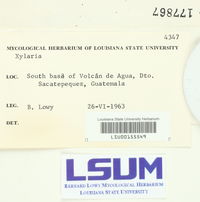 177867
4347
MYCOLOGICAL HERBARIUM OF LOUISIANA STATE UNIVERSITY
Xylaria
LOC. South base of Volcán de Agua, Dto.
Sacatepeques, Guatemala
LEG. B. Lowy 26-VI-1963
DET.
Louisiana State University Herbarium
LSU00155549
LSUM
BERNARD LOWY MYCOLOGICAL HERBARIUM
LOUISIANA STATE UNIVERSITY